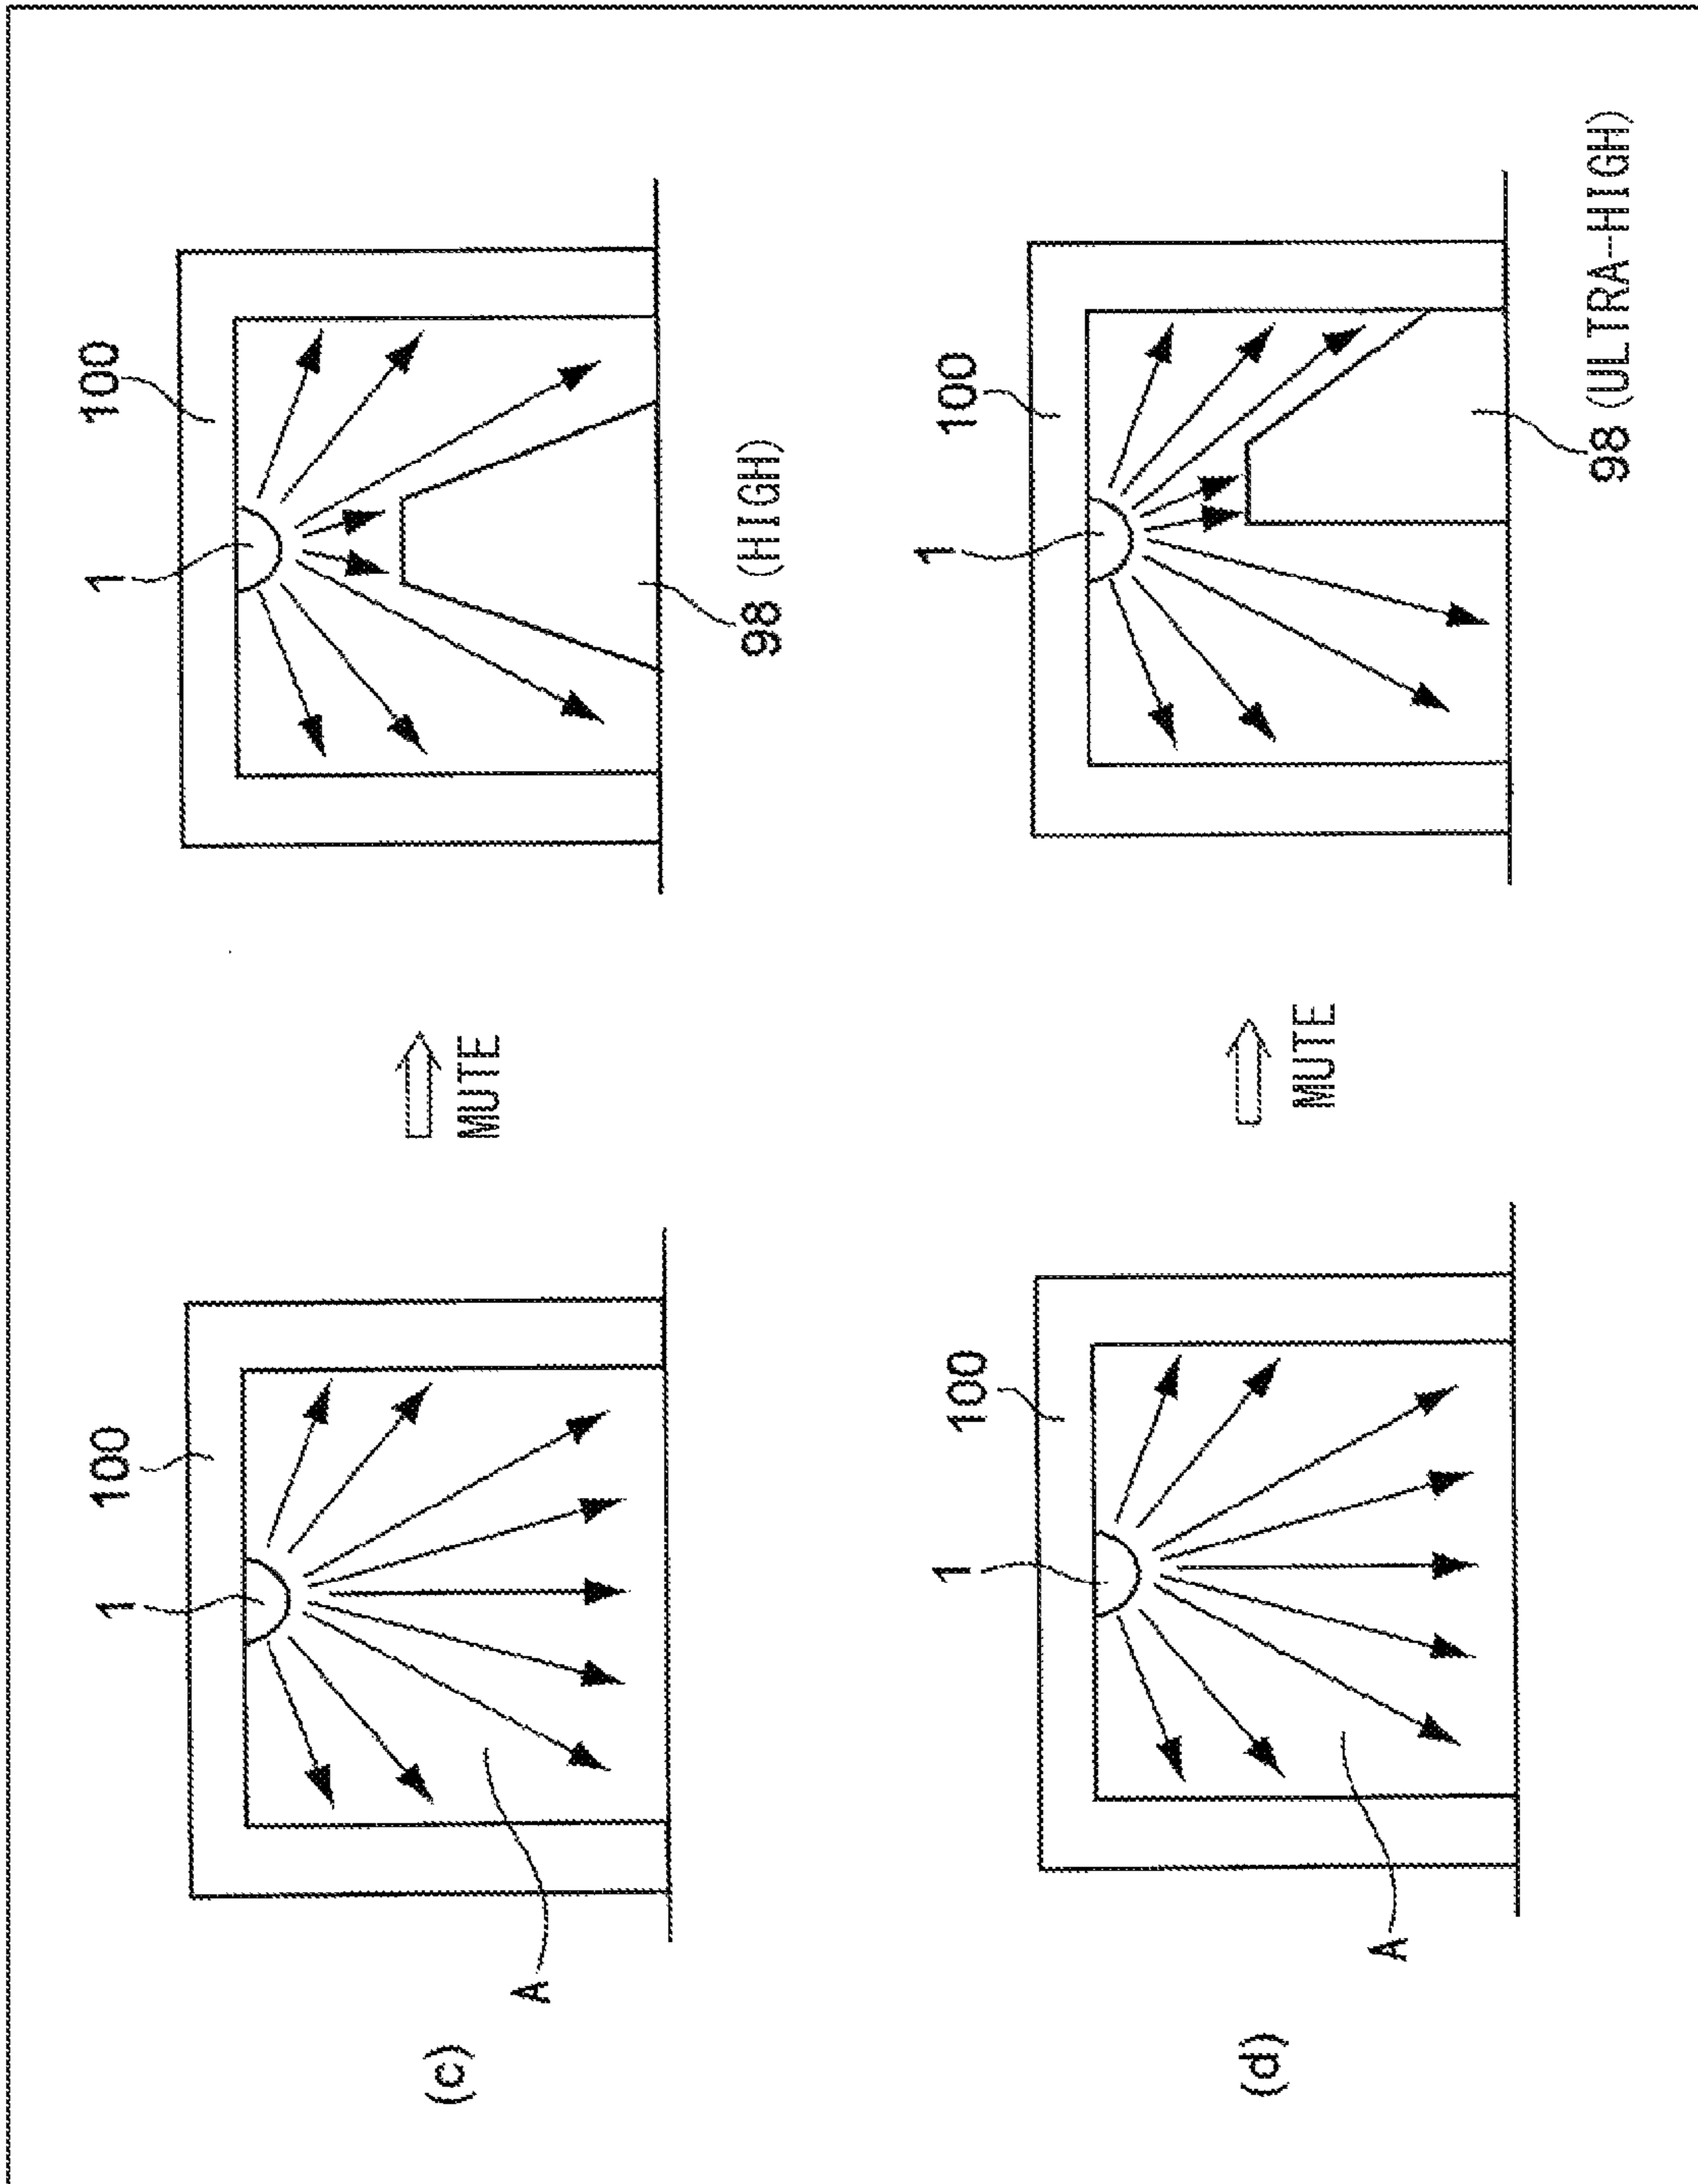 (c)
A
1
100
MUTE
1
100
98 (HIGH)
(d)
A
1
100
MUTE
1
100
98 (ULTRA-HIGH)